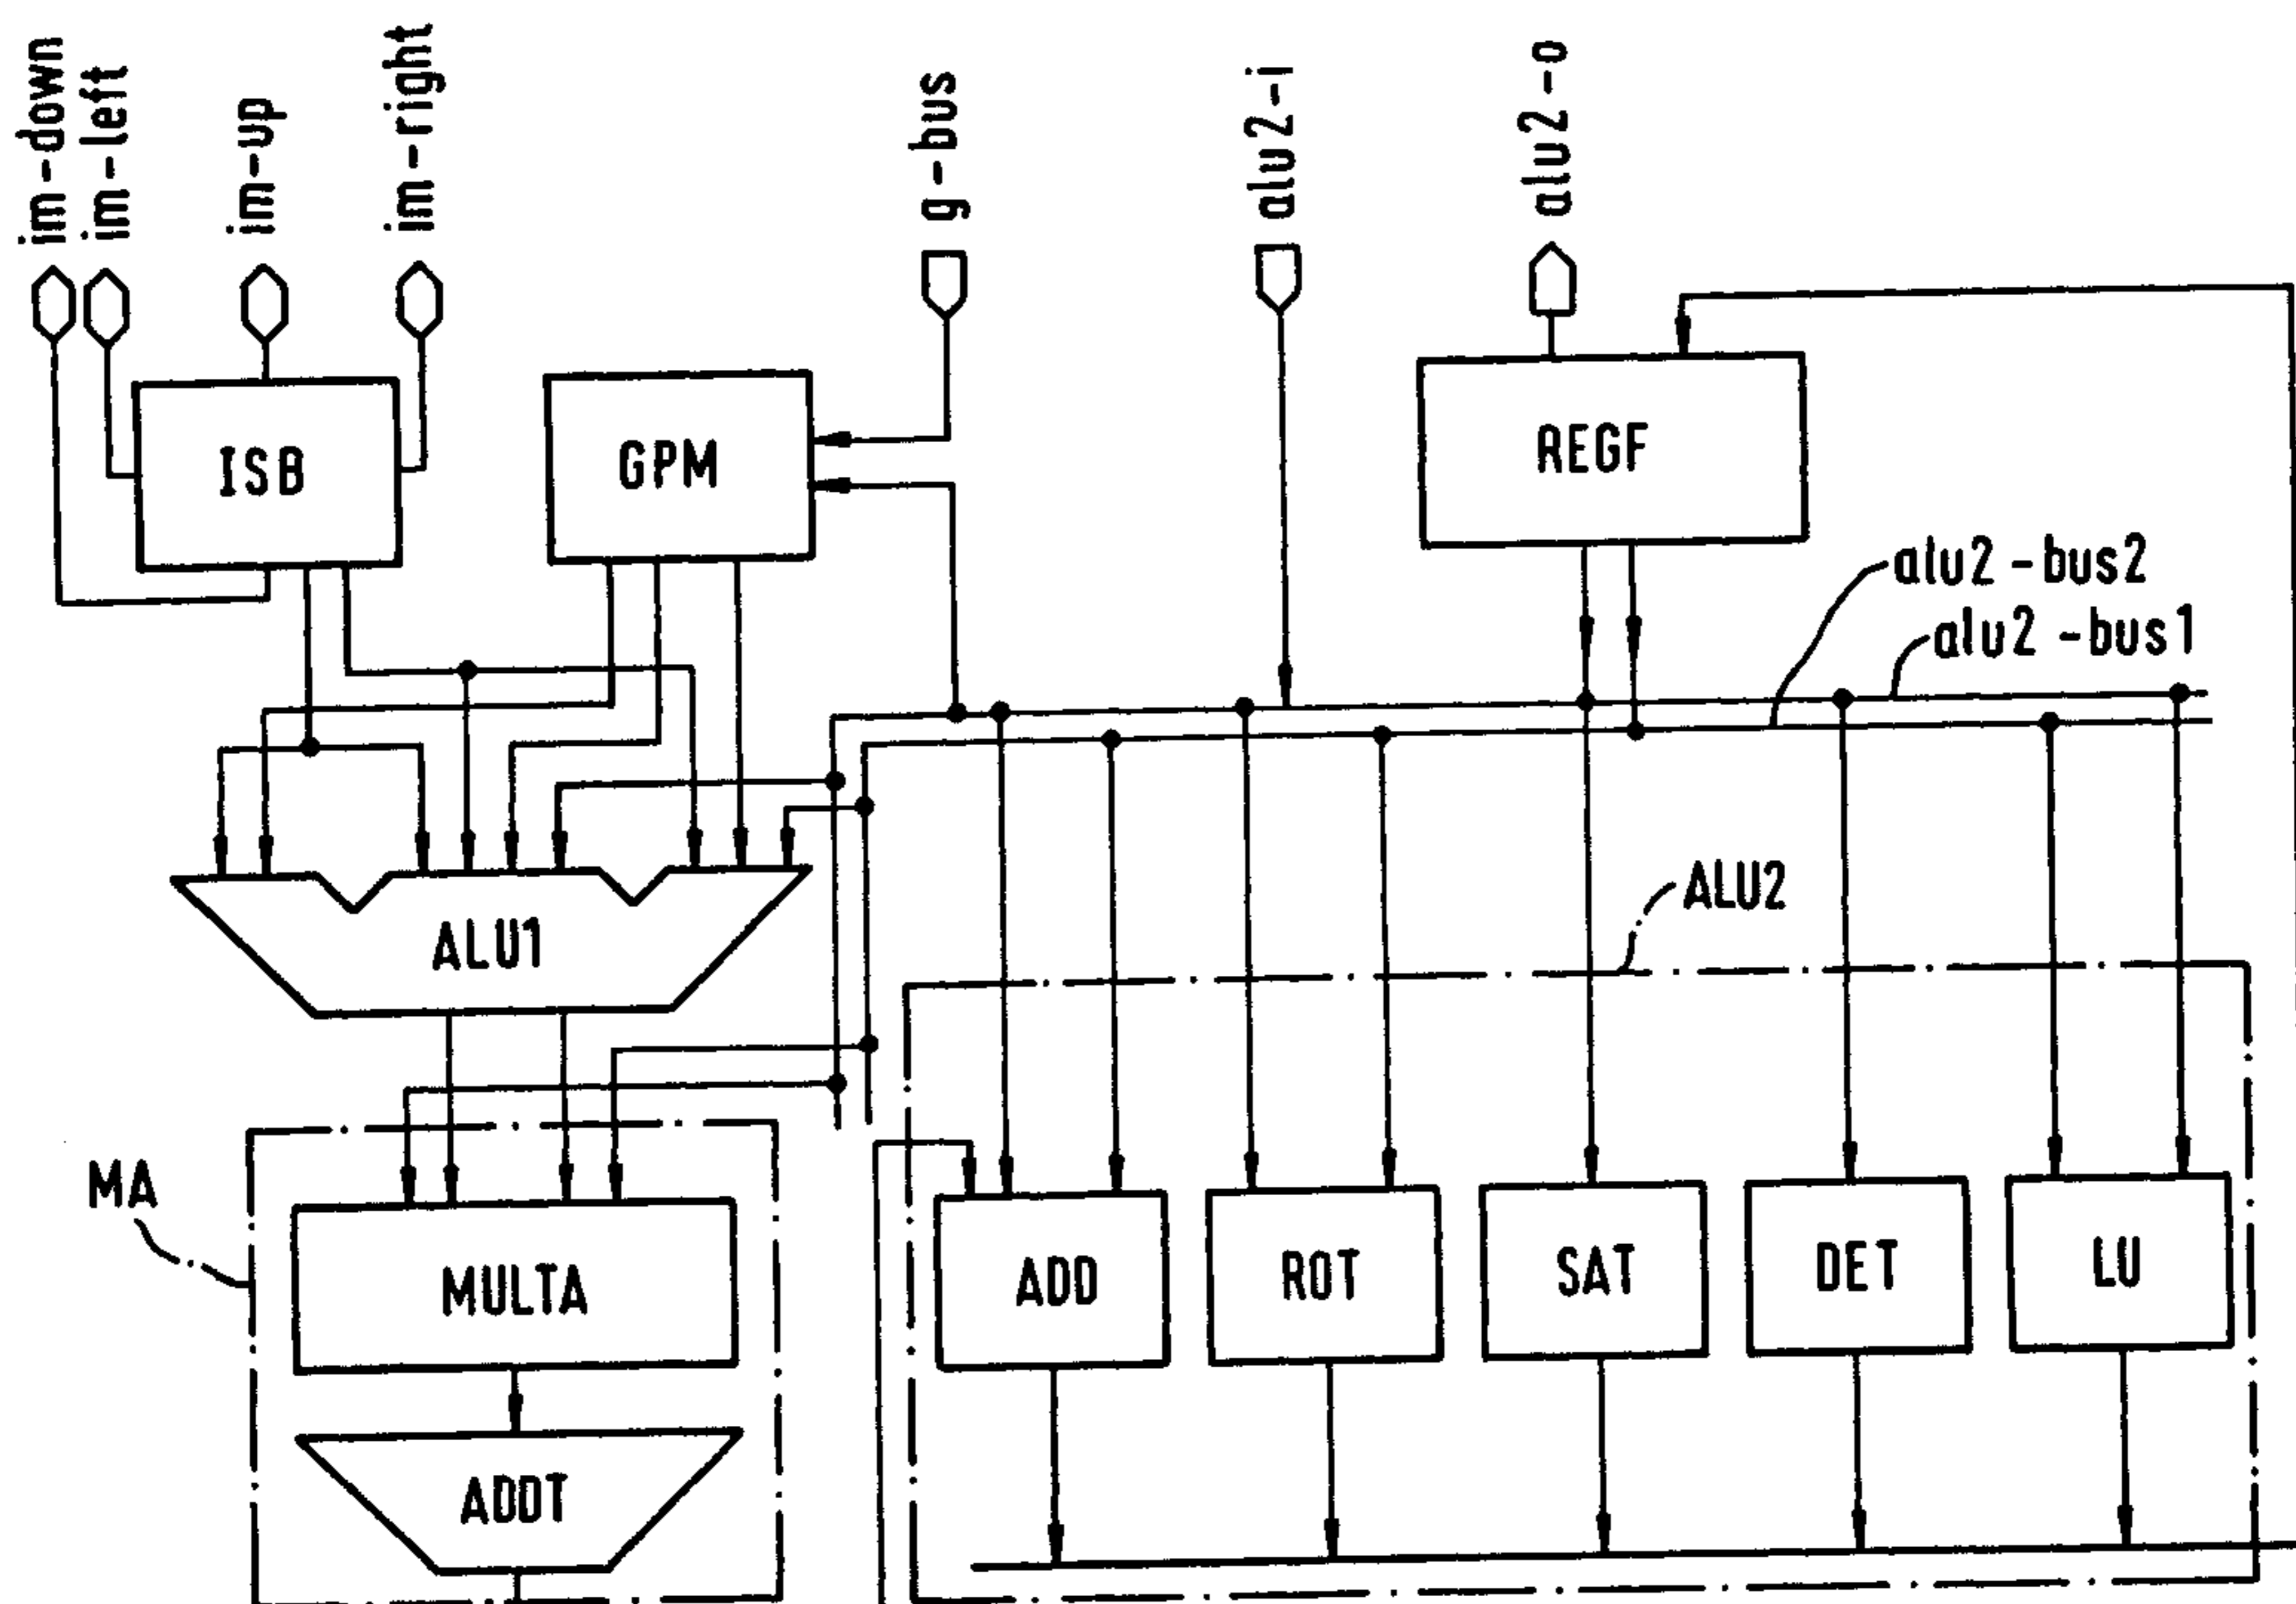 im-down
im-left
im-up
im-right
g-bus
alu2-i
alu2-o
ISB
GPM
REGF
alu2-bus2
alu2-bus1
ALU1
ALU2
MA
MULTA
ADD
ROT
SAT
DET
LU
ADDT